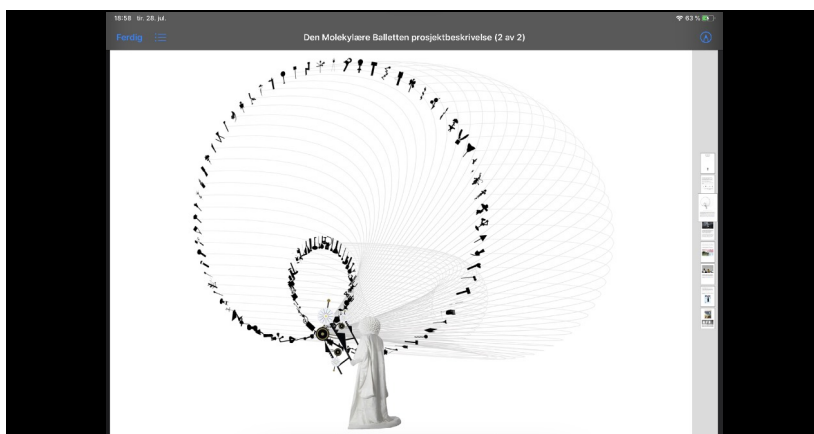 18:58 tir. 28. jul.
63 %
Ferdig
Den Molekylære Balletten prosjektbeskrivelse (2 av 2)